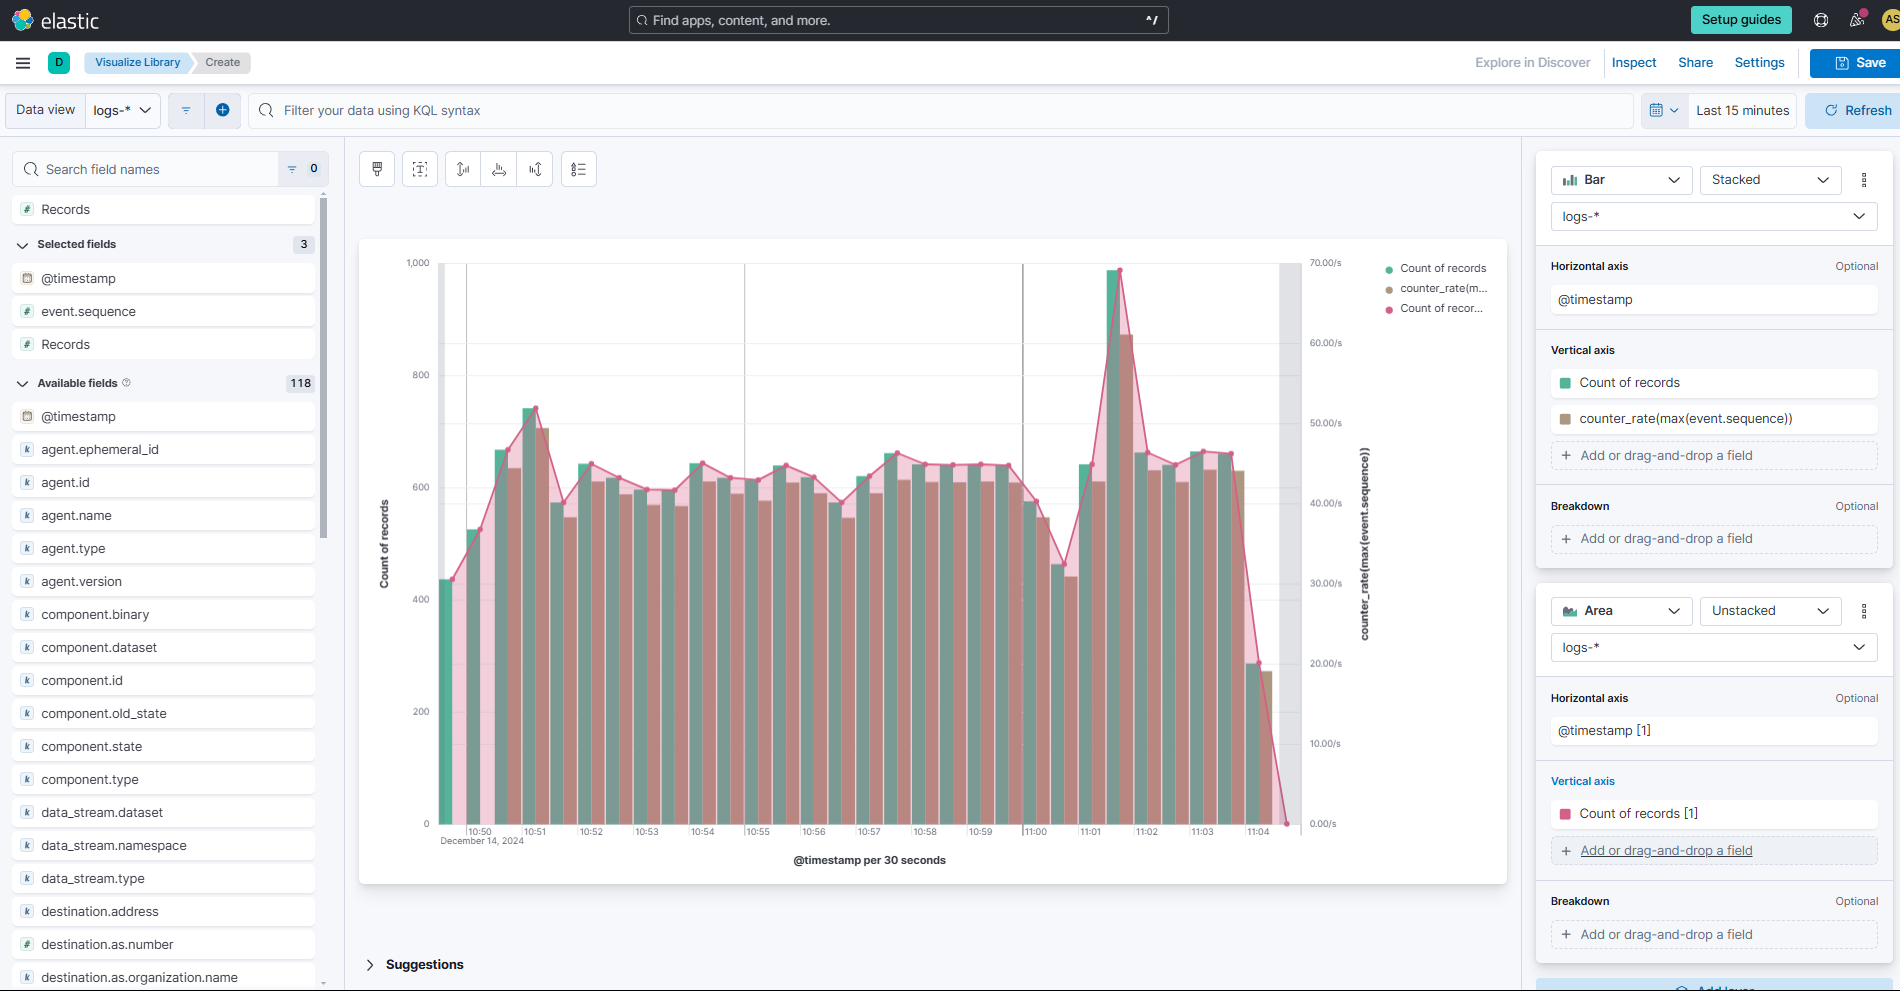 elastic
Find apps, content, and more.
^/
Setup guides
AS
D
Visualize Library
Create
Explore in Discover
Inspect
Share
Settings
Save
Data view
logs-*
Filter your data using KQL syntax
Last 15 minutes
Refresh
Search field names
0
Records
Selected fields
3
@timestamp
event.sequence
Records
Available fields
118
@timestamp
agent.ephemeral_id
agent.id
agent.name
agent.type
agent.version
component.binary
component.dataset
component.id
component.old_state
component.state
component.type
data_stream.dataset
data_stream.namespace
data_stream.type
destination.address
destination.as.number
destination.as.organization.name
Count of records
1,000
800
600
400
200
0
10:50
10:51
10:52
10:53
10:54
10:55
10:56
10:57
10:58
10:59
11:00
11:01
11:02
11:03
11:04
December 14, 2024
@timestamp per 30 seconds
70.00/s
60.00/s
50.00/s
40.00/s
30.00/s
20.00/s
10.00/s
0.00/s
counter_rate(max(event.sequence))
Count of records
counter_rate(m...
Count of recor...
Suggestions
Bar
Stacked
logs-*
Horizontal axis
Optional
@timestamp
Vertical axis
Count of records
counter_rate(max(event.sequence))
Add or drag-and-drop a field
Breakdown
Optional
Add or drag-and-drop a field
Area
Unstacked
logs-*
Horizontal axis
Optional
@timestamp [1]
Vertical axis
Count of records [1]
Add or drag-and-drop a field
Breakdown
Optional
Add or drag-and-drop a field